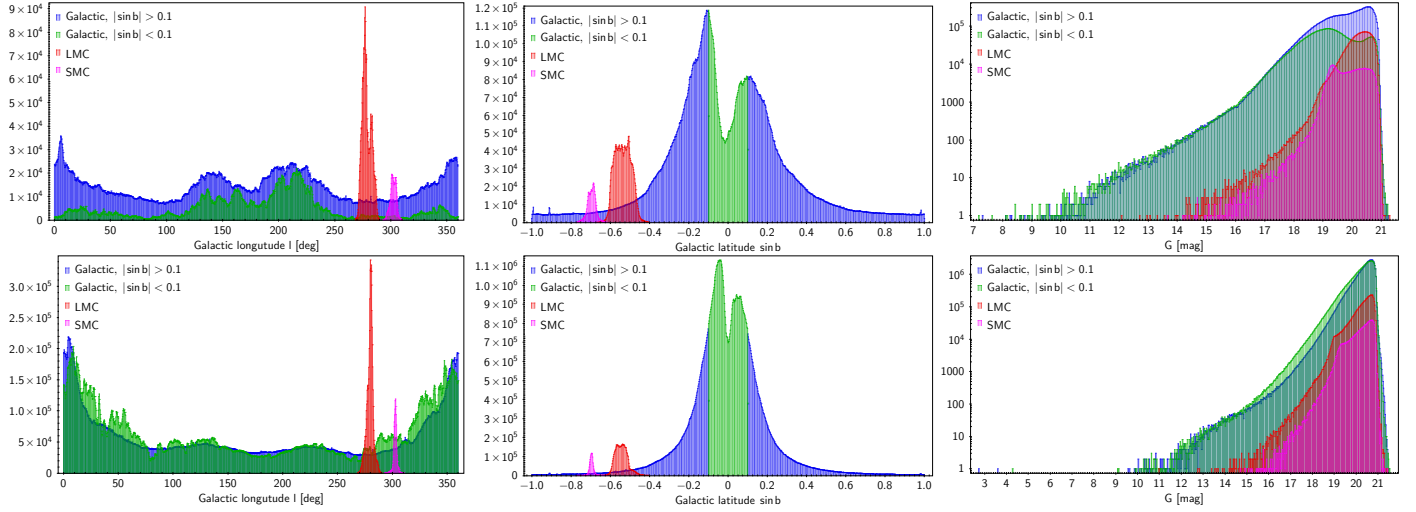 9×10⁴
8×10⁴
7×10⁴
6×10⁴
5×10⁴
4×10⁴
3×10⁴
2×10⁴
1×10⁴
0
Galactic, |sin b| > 0.1
Galactic, |sin b| < 0.1
LMC
SMC
0 50 100 150 200 250 300 350
Galactic longutude l [deg]
1.2×10⁵
1.1×10⁵
1.0×10⁵
9×10⁴
8×10⁴
7×10⁴
6×10⁴
5×10⁴
4×10⁴
3×10⁴
2×10⁴
1×10⁴
0
Galactic, |sin b| > 0.1
Galactic, |sin b| < 0.1
LMC
SMC
−1.0 −0.8 −0.6 −0.4 −0.2 0.0 0.2 0.4 0.6 0.8 1.0
Galactic latitude sin b
10⁵
10⁴
1000
100
10
1
Galactic, |sin b| > 0.1
Galactic, |sin b| < 0.1
LMC
SMC
7 8 9 10 11 12 13 14 15 16 17 18 19 20 21
G [mag]
3.0×10⁵
2.5×10⁵
2.0×10⁵
1.5×10⁵
1.0×10⁵
5×10⁴
0
Galactic, |sin b| > 0.1
Galactic, |sin b| < 0.1
LMC
SMC
0 50 100 150 200 250 300 350
Galactic longutude l [deg]
1.1×10⁶
1.0×10⁶
9×10⁵
8×10⁵
7×10⁵
6×10⁵
5×10⁵
4×10⁵
3×10⁵
2×10⁵
1×10⁵
0
Galactic, |sin b| > 0.1
Galactic, |sin b| < 0.1
LMC
SMC
−1.0 −0.8 −0.6 −0.4 −0.2 0.0 0.2 0.4 0.6 0.8 1.0
Galactic latitude sin b
10⁶
10⁵
10⁴
1000
100
10
1
Galactic, |sin b| > 0.1
Galactic, |sin b| < 0.1
LMC
SMC
3 4 5 6 7 8 9 10 11 12 13 14 15 16 17 18 19 20 21
G [mag]